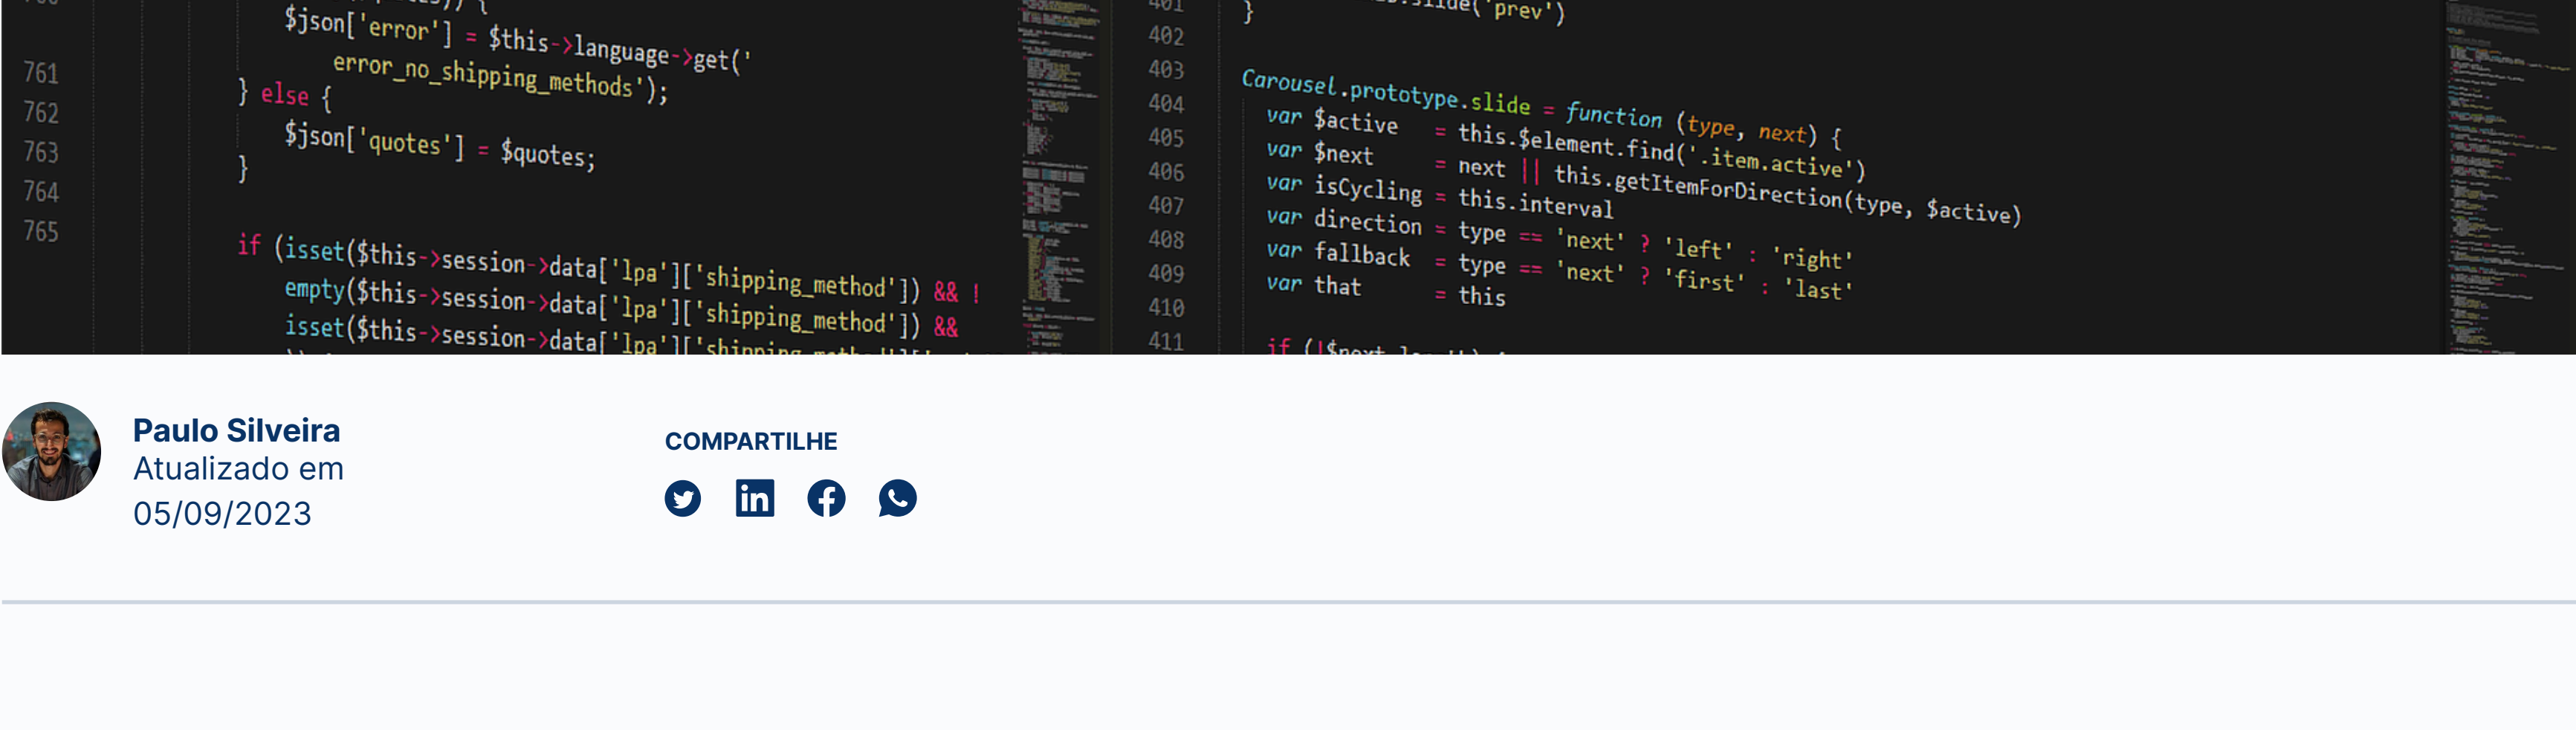 $json['error'] = $this->language->get('
error_no_shipping_methods');
761 } else {
762
763 $json['quotes'] = $quotes;
764 }
765
if (isset($this->session->data['lpa']['shipping_method']) && !
empty($this->session->data['lpa']['shipping_method']) &&
isset($this->session->data['lpa']
401 }
402
403
404 Carousel.prototype.slide = function (type, next) {
405 var $active = this.$element.find('.item.active')
406 var $next = next || this.getItemForDirection(type, $active)
407 var isCycling = this.interval
408 var direction = type == 'next' ? 'left' : 'right'
409 var fallback = type == 'next' ? 'first' : 'last'
410 var that = this
411
if (!$next
Paulo Silveira
Atualizado em
05/09/2023
COMPARTILHE
in